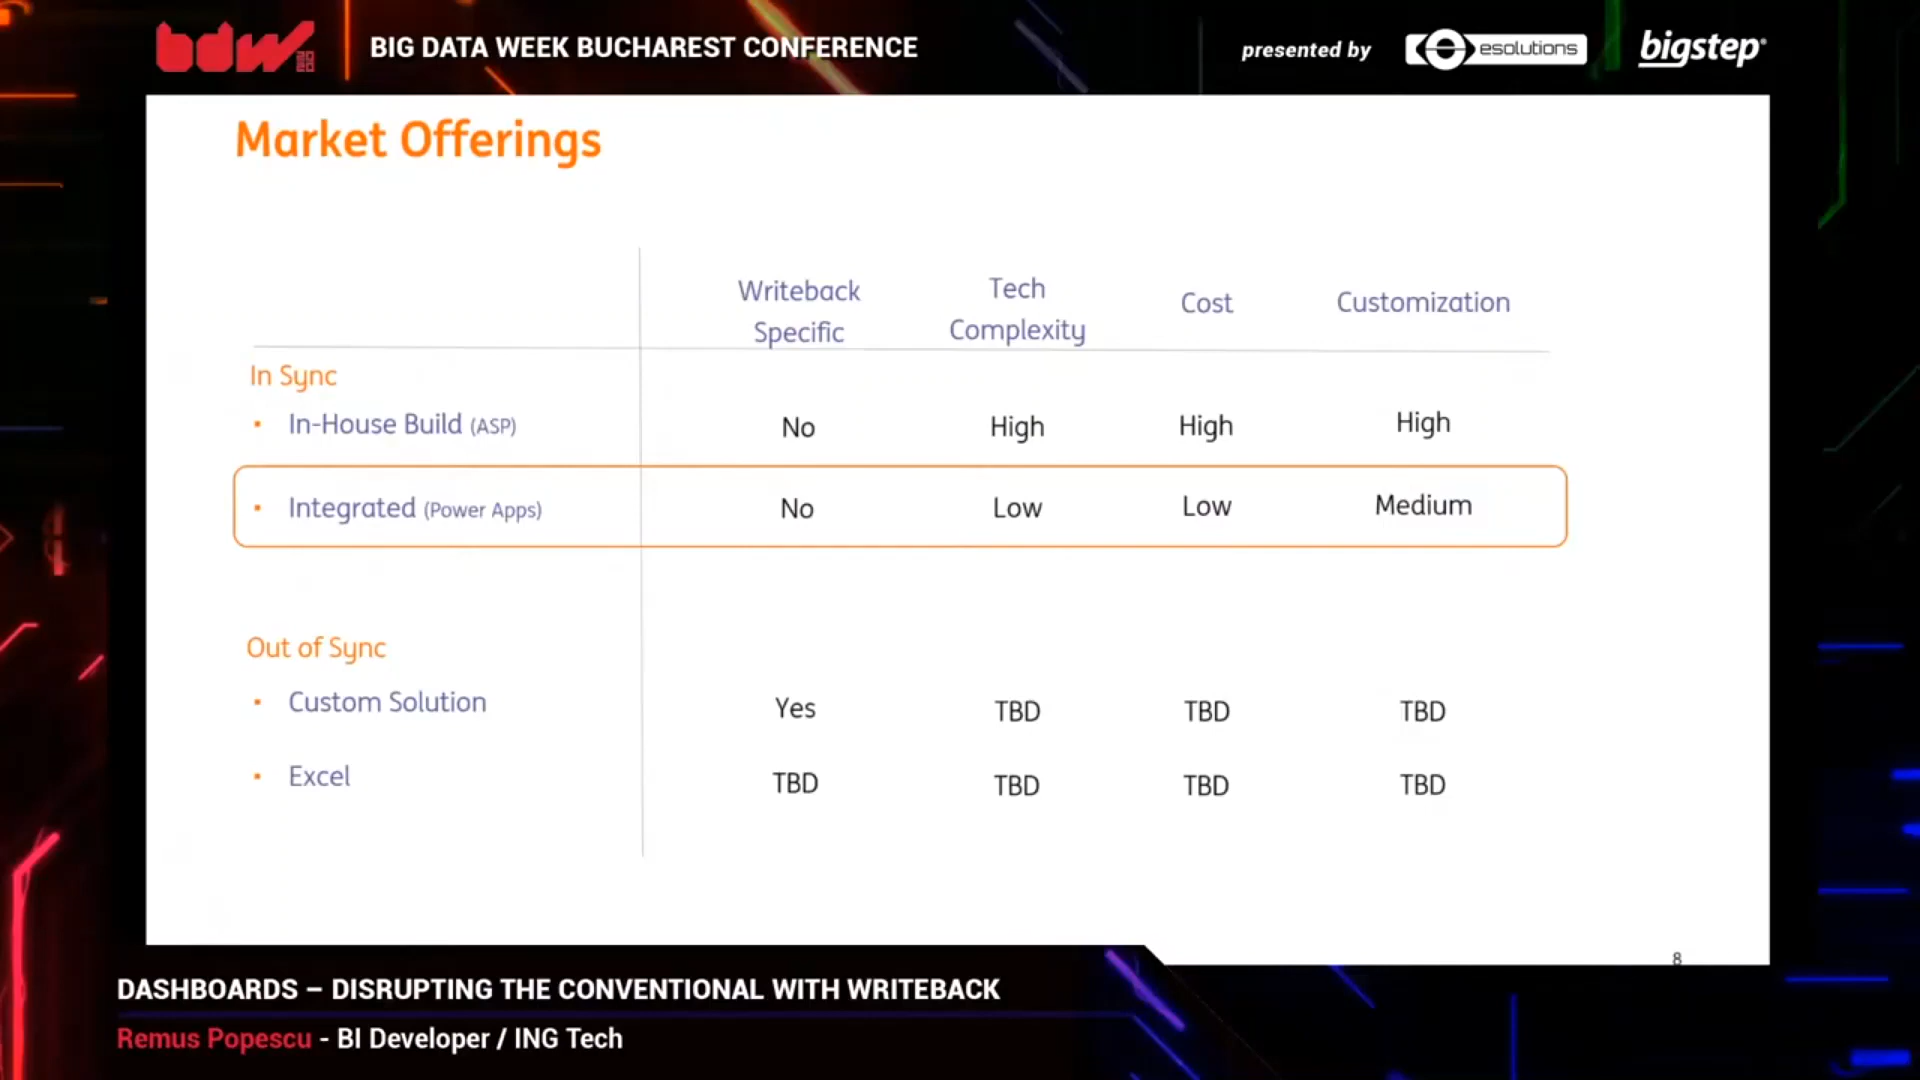 bdw
BIG DATA WEEK BUCHAREST CONFERENCE
presented by
esolutions
bigstep
Market Offerings
Writeback Specific
Tech Complexity
Cost
Customization
In Sync
• In-House Build (ASP) No High High High
• Integrated (Power Apps) No Low Low Medium
Out of Sync
• Custom Solution Yes TBD TBD TBD
• Excel TBD TBD TBD TBD
8
DASHBOARDS – DISRUPTING THE CONVENTIONAL WITH WRITEBACK
Remus Popescu - BI Developer / ING Tech